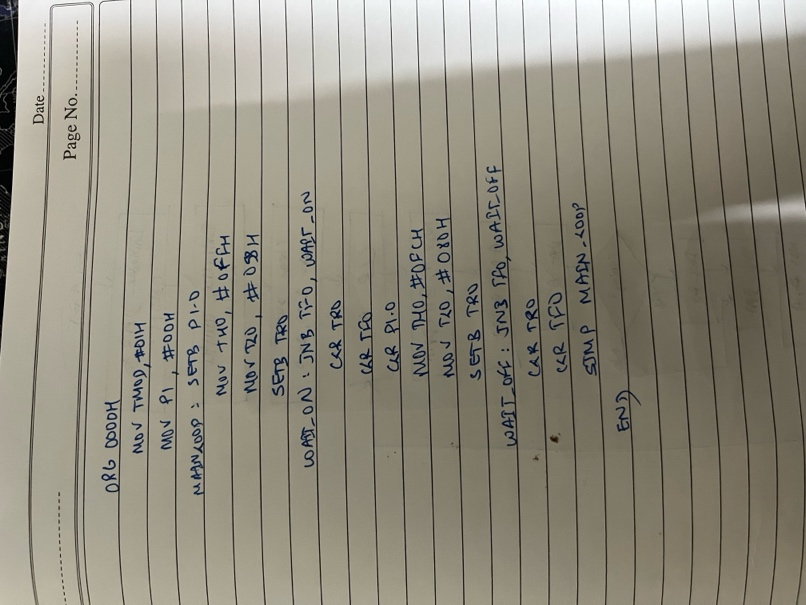 Date
Page No.
ORG 0000H
MOV TMOD, #01H
MOV P1, #00H
MAINLOOP: SETB P1.0
MOV TH0, #0FFH
MOV TL0, #
SETB TR0
WAIT_ON: JNB TF0, WAIT_ON
CLR TR0
CLR TF0
CLR P1.0
MOV TH0, #0FCH
MOV TL0, #080H
SETB TR0
WAIT_OFF: JNB TF0, WAIT_OFF
CLR TR0
CLR TF0
SJMP MAIN_LOOP
END